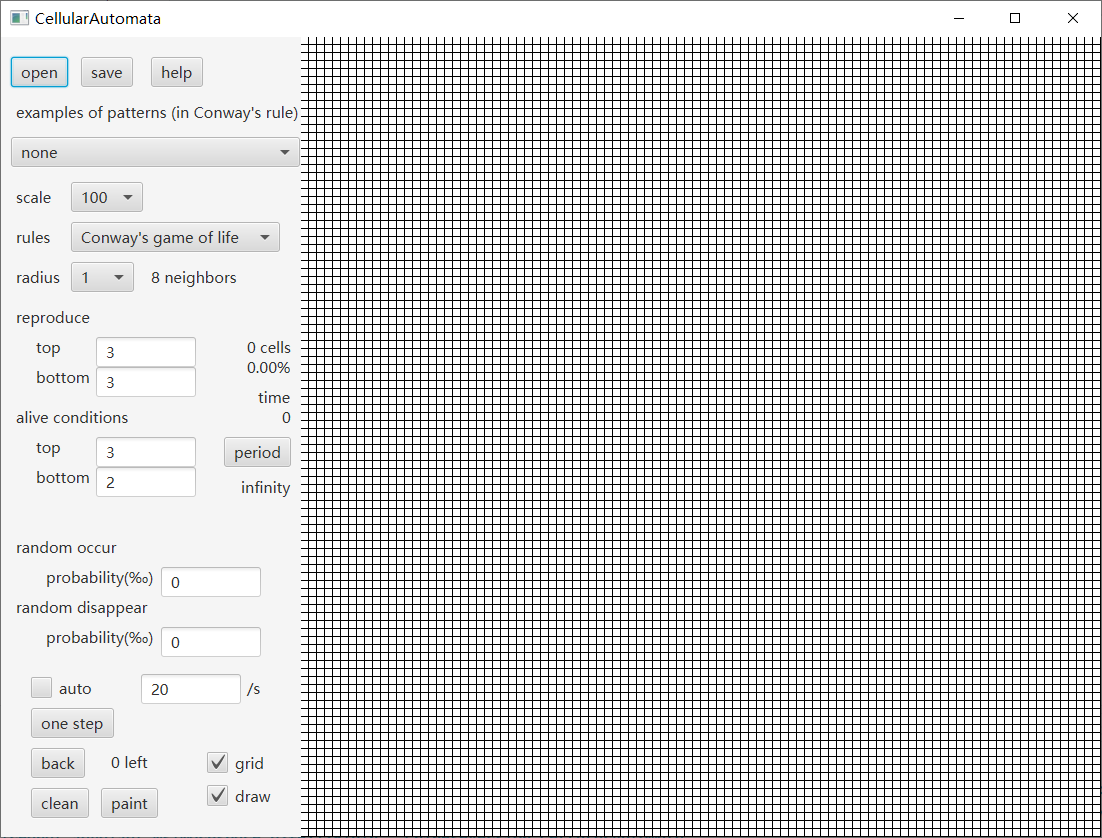 CellularAutomata
open save help
examples of patterns (in Conway's rule)
none
scale 100
rules Conway's game of life
radius 1 8 neighbors
reproduce
top 3 0 cells
0.00%
bottom 3
time
alive conditions 0
top 3 period
bottom 2 infinity
random occur
probability(‰) 0
random disappear
probability(‰) 0
auto 20 /s
one step
back 0 left grid
clean paint draw